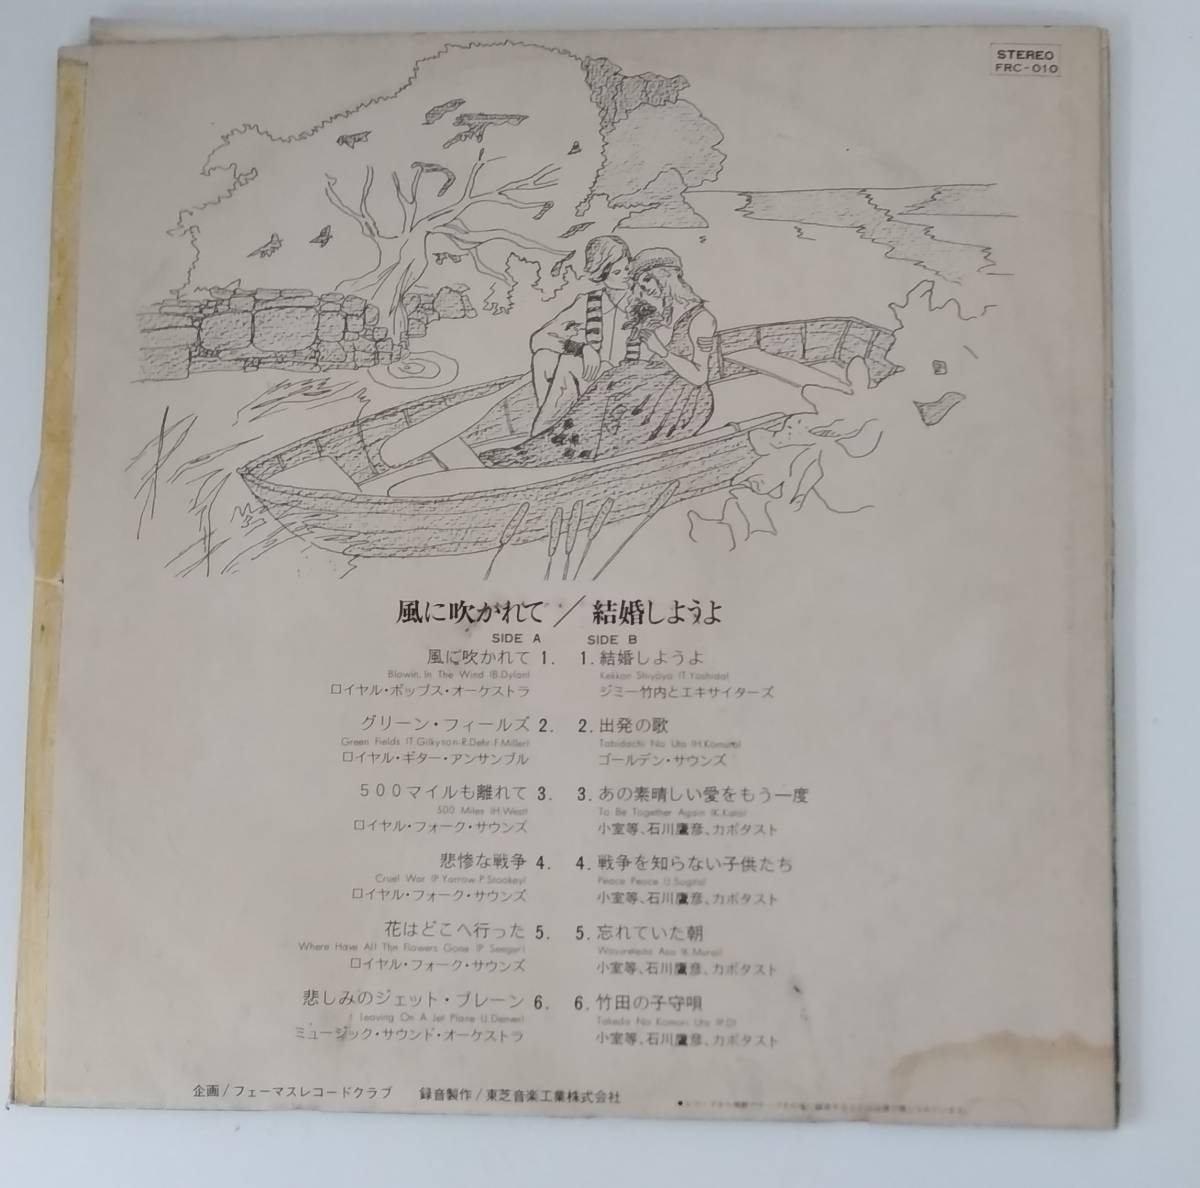 STEREO
FRC-010
風に吹かれて／結婚しようよ
SIDE A
風に吹かれて 1.
Blowin, In The Wind (B.Dylan)
ロイヤル・ポップス・オーケストラ
グリーン・フィールズ 2.
Green Fields (T.Gilkyson-R.Dehr.F.Miller)
ロイヤル・ギター・アンサンブル
500マイルも離れて 3.
500 Miles (H.West)
ロイヤル・フォーク・サウンズ
悲惨な戦争 4.
Cruel War (P.Yarrow-P.Stookey)
ロイヤル・フォーク・サウンズ
花はどこへ行った 5.
Where Have All The Flowers Gone (P. Seeger)
ロイヤル・フォーク・サウンズ
悲しみのジェット・プレーン 6.
Leaving On A Jet Plane (J.Denver)
ミュージック・サウンド・オーケストラ
SIDE B
1. 結婚しようよ
Kekkon Shiyōyo (T.Yoshida)
ジミー竹内とエキサイターズ
2. 出発の歌
Tabidachi No Uta (H.Komuro)
ゴールデン・サウンズ
3. あの素晴しい愛をもう一度
To Be Together Again (K.Kato)
小室等、石川鷹彦、カポタスト
4. 戦争を知らない子供たち
Peace Peace (J.Sugita)
小室等、石川鷹彦、カポタスト
5. 忘れていた朝
Wasureteita Asa (K.Murai)
小室等、石川鷹彦、カポタスト
6. 竹田の子守唄
Takeda No Komori Uta (P.D)
小室等、石川鷹彦、カポタスト
企画/フェーマスレコードクラブ 録音製作/東芝音楽工業株式会社